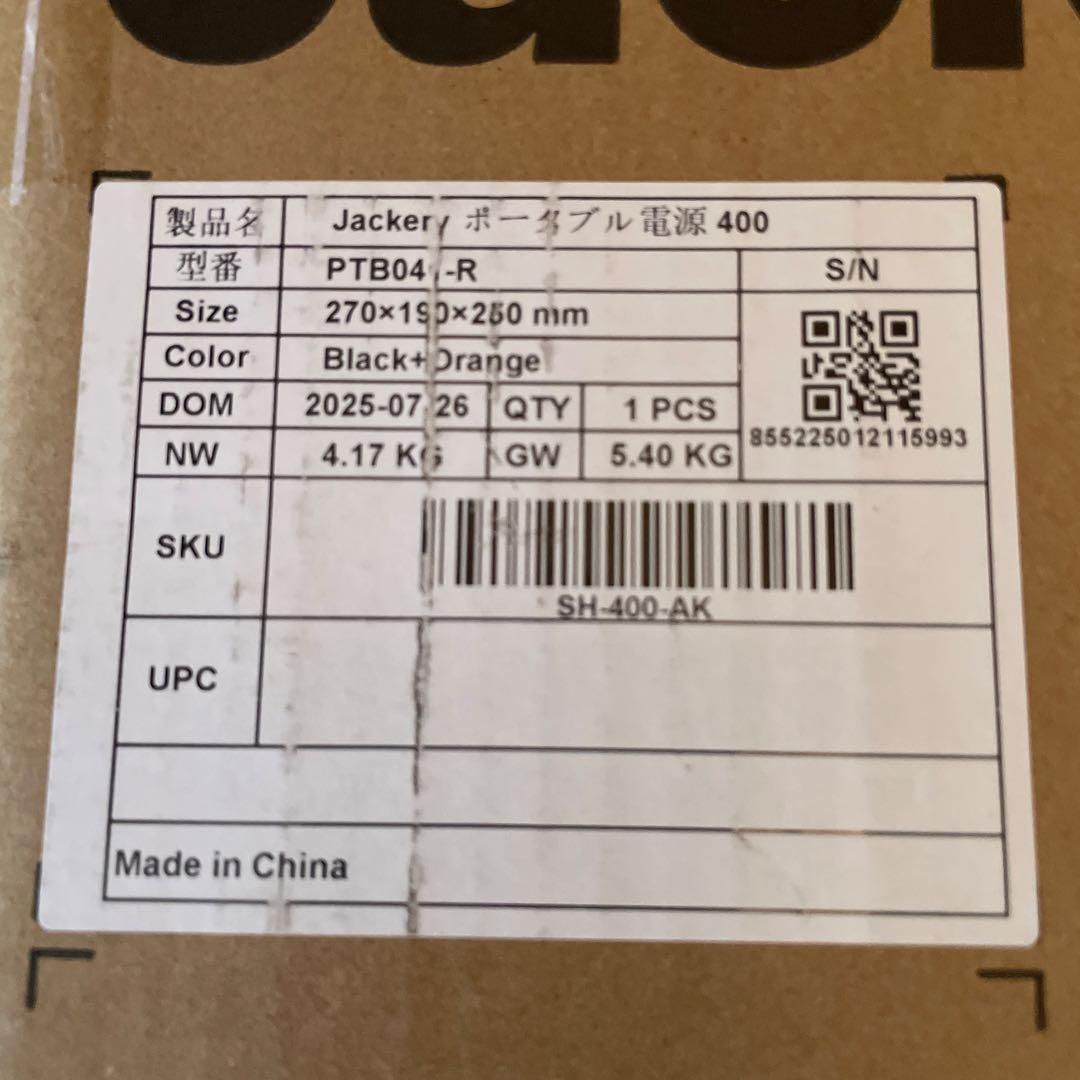 製品名 Jackery ポータブル電源 400
型番 PTB041-R S/N
Size 270×190×250 mm
Color Black+Orange
DOM 2025-07-26 QTY 1 PCS
855225012115993
NW 4.17 KG GW 5.40 KG
SKU
SH-400-AK
UPC
Made in China